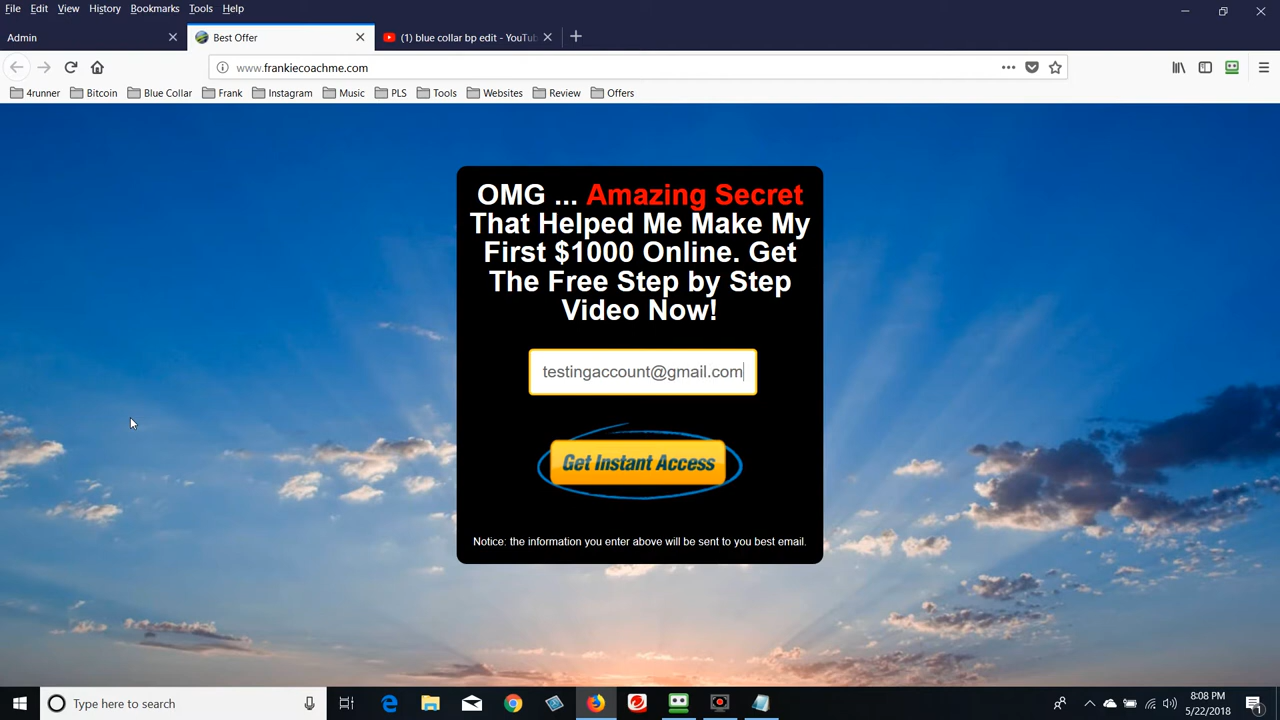 File Edit View History Bookmarks Tools Help
Admin
Best Offer
(1) blue collar bp edit - YouTu
www.frankiecoachme.com
4runner Bitcoin Blue Collar Frank Instagram Music PLS Tools Websites Review Offers
OMG ... Amazing Secret
That Helped Me Make My
First $1000 Online. Get
The Free Step by Step
Video Now!
testingaccount@gmail.com
Get Instant Access
Notice: the information you enter above will be sent to you best email.
Type here to search
8:08 PM
5/22/2018
1